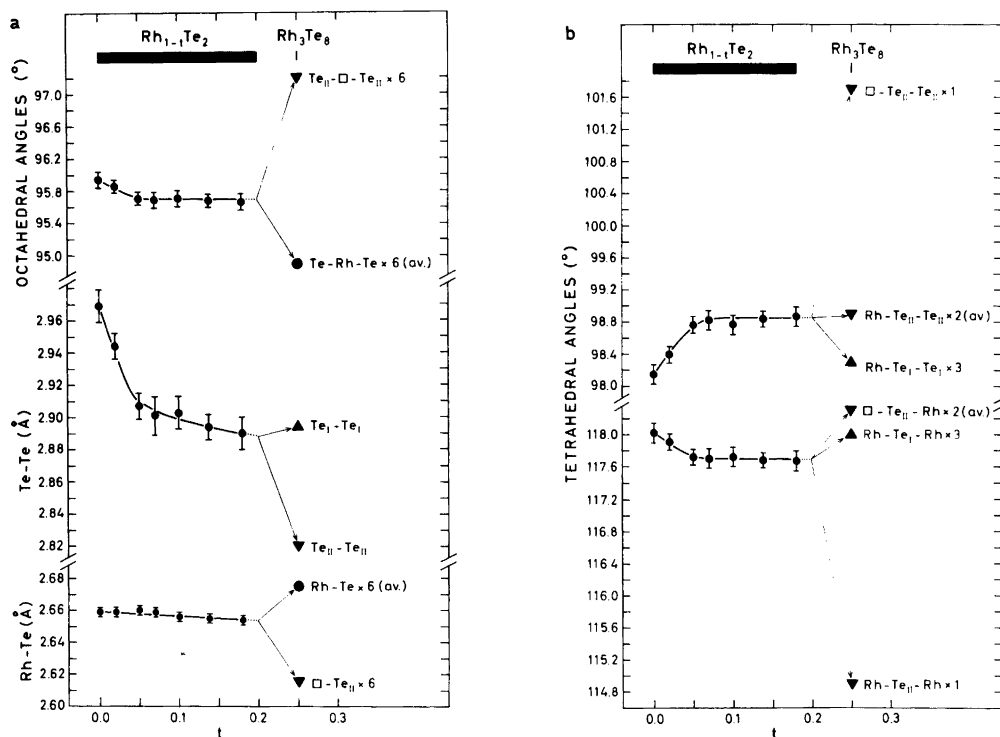 a
Rh1-tTe2
Rh3Te8
OCTAHEDRAL ANGLES (°)
97.0
96.6
96.2
95.8
95.4
95.0
TeII-□-TeII × 6
Te-Rh-Te × 6 (av.)
Te-Te (Å)
2.96
2.94
2.92
2.90
2.88
2.86
2.84
2.82
TeI-TeI
TeII-TeII
Rh-Te (Å)
2.68
2.66
2.64
2.62
2.60
Rh-Te × 6 (av.)
□-TeII × 6
0.0 0.1 0.2 0.3
t
b
Rh1-tTe2
Rh3Te8
TETRAHEDRAL ANGLES (°)
101.6
101.2
100.8
100.4
100.0
99.6
99.2
98.8
98.4
98.0
118.0
117.6
117.2
116.8
116.4
116.0
115.6
115.2
114.8
□-TeII-TeII × 1
Rh-TeII-TeII × 2 (av.)
Rh-TeI-TeI × 3
□-TeII-Rh × 2 (av.)
Rh-TeI-Rh × 3
Rh-TeII-Rh × 1
0.0 0.1 0.2 0.3
t